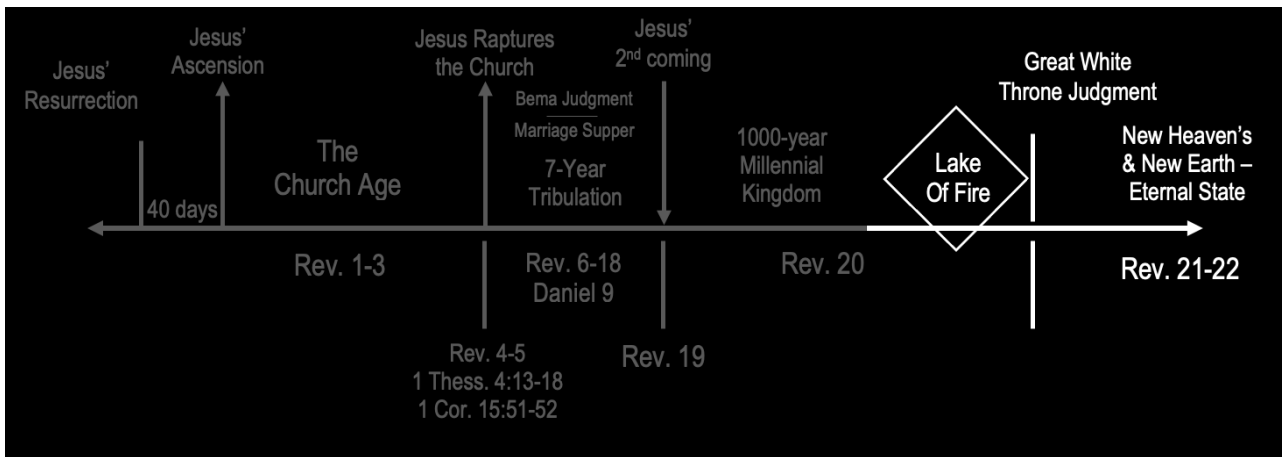 Jesus'
Resurrection
Jesus'
Ascension
40 days
The
Church Age
Rev. 1-3
Jesus Raptures
the Church
Rev. 4-5
1 Thess. 4:13-18
1 Cor. 15:51-52
Bema Judgment
Marriage Supper
7-Year
Tribulation
Rev. 6-18
Daniel 9
Jesus'
2nd coming
Rev. 19
1000-year
Millennial
Kingdom
Rev. 20
Lake
Of Fire
Great White
Throne Judgment
New Heaven's
& New Earth –
Eternal State
Rev. 21-22